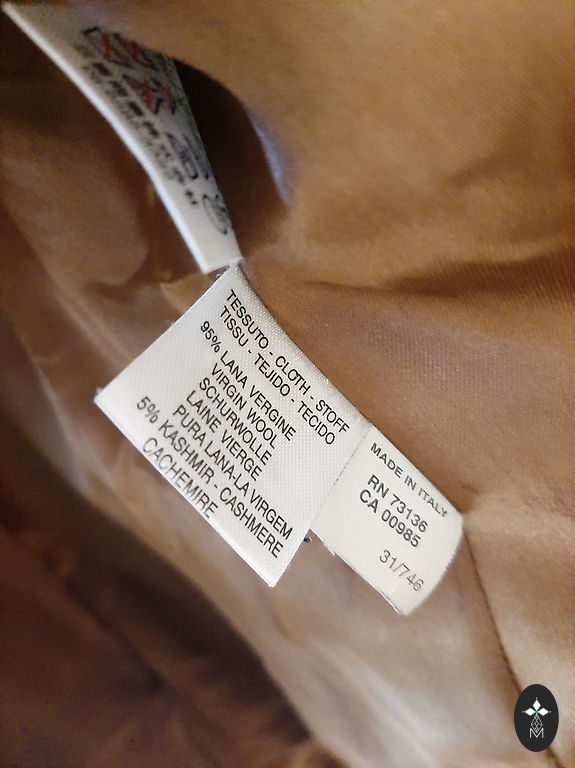 TESSUTO - CLOTH - STOFF
TISSU - TEJIDO - TECIDO
95% LANA VERGINE
VIRGIN WOOL
SCHURWOLLE
LAINE VIERGE
PURA LANA-LA VIRGEM
5% KASHMIR - CASHMERE
CACHEMIRE
MADE IN ITALY
RN 73136
CA 00985
31/746
M